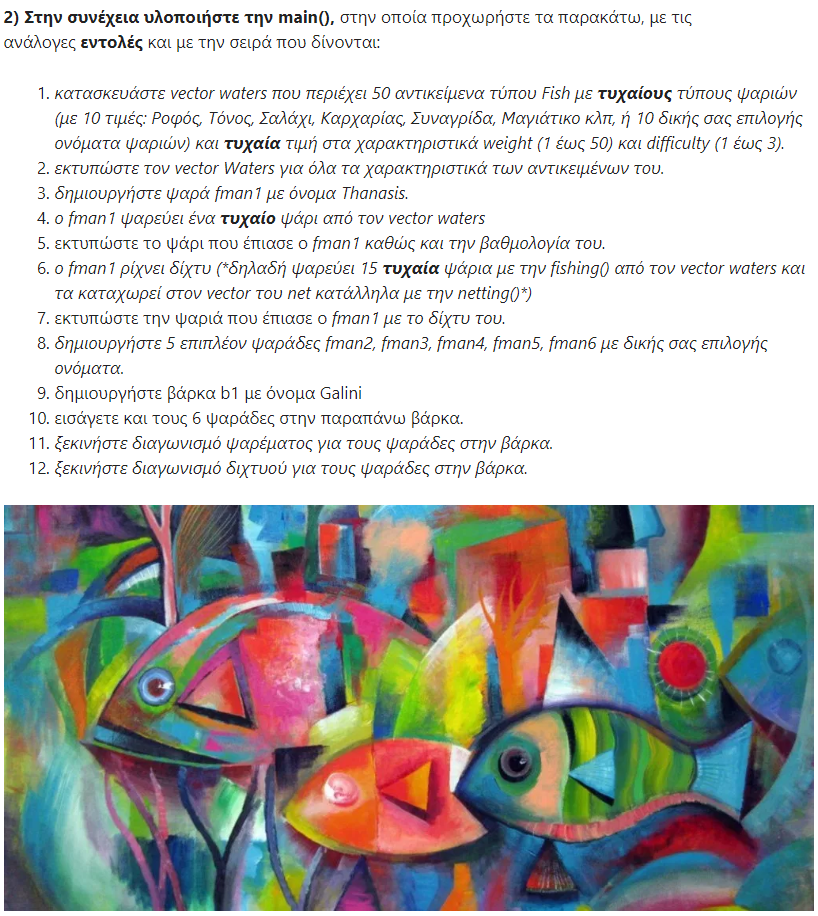 2) Στην συνέχεια υλοποιήστε την main(), στην οποία προχωρήστε τα παρακάτω, με τις
ανάλογες εντολές και με την σειρά που δίνονται:
1. κατασκευάστε vector waters που περιέχει 50 αντικείμενα τύπου Fish με τυχαίους τύπους ψαριών
(με 10 τιμές: Ροφός, Τόνος, Σαλάχι, Καρχαρίας, Συναγρίδα, Μαγιάτικο κλπ, ή 10 δικής σας επιλογής
ονόματα ψαριών) και τυχαία τιμή στα χαρακτηριστικά weight (1 έως 50) και difficulty (1 έως 3).
2. εκτυπώστε τον vector Waters για όλα τα χαρακτηριστικά των αντικειμένων του.
3. δημιουργήστε ψαρά fman1 με όνομα Thanasis.
4. ο fman1 ψαρεύει ένα τυχαίο ψάρι από τον vector waters
5. εκτυπώστε το ψάρι που έπιασε ο fman1 καθώς και την βαθμολογία του.
6. ο fman1 ρίχνει δίχτυ (*δηλαδή ψαρεύει 15 τυχαία ψάρια με την fishing() από τον vector waters και
τα καταχωρεί στον vector του net κατάλληλα με την netting()*)
7. εκτυπώστε την ψαριά που έπιασε ο fman1 με το δίχτυ του.
8. δημιουργήστε 5 επιπλέον ψαράδες fman2, fman3, fman4, fman5, fman6 με δικής σας επιλογής
ονόματα.
9. δημιουργήστε βάρκα b1 με όνομα Galini
10. εισάγετε και τους 6 ψαράδες στην παραπάνω βάρκα.
11. ξεκινήστε διαγωνισμό ψαρέματος για τους ψαράδες στην βάρκα.
12. ξεκινήστε διαγωνισμό διχτυού για τους ψαράδες στην βάρκα.